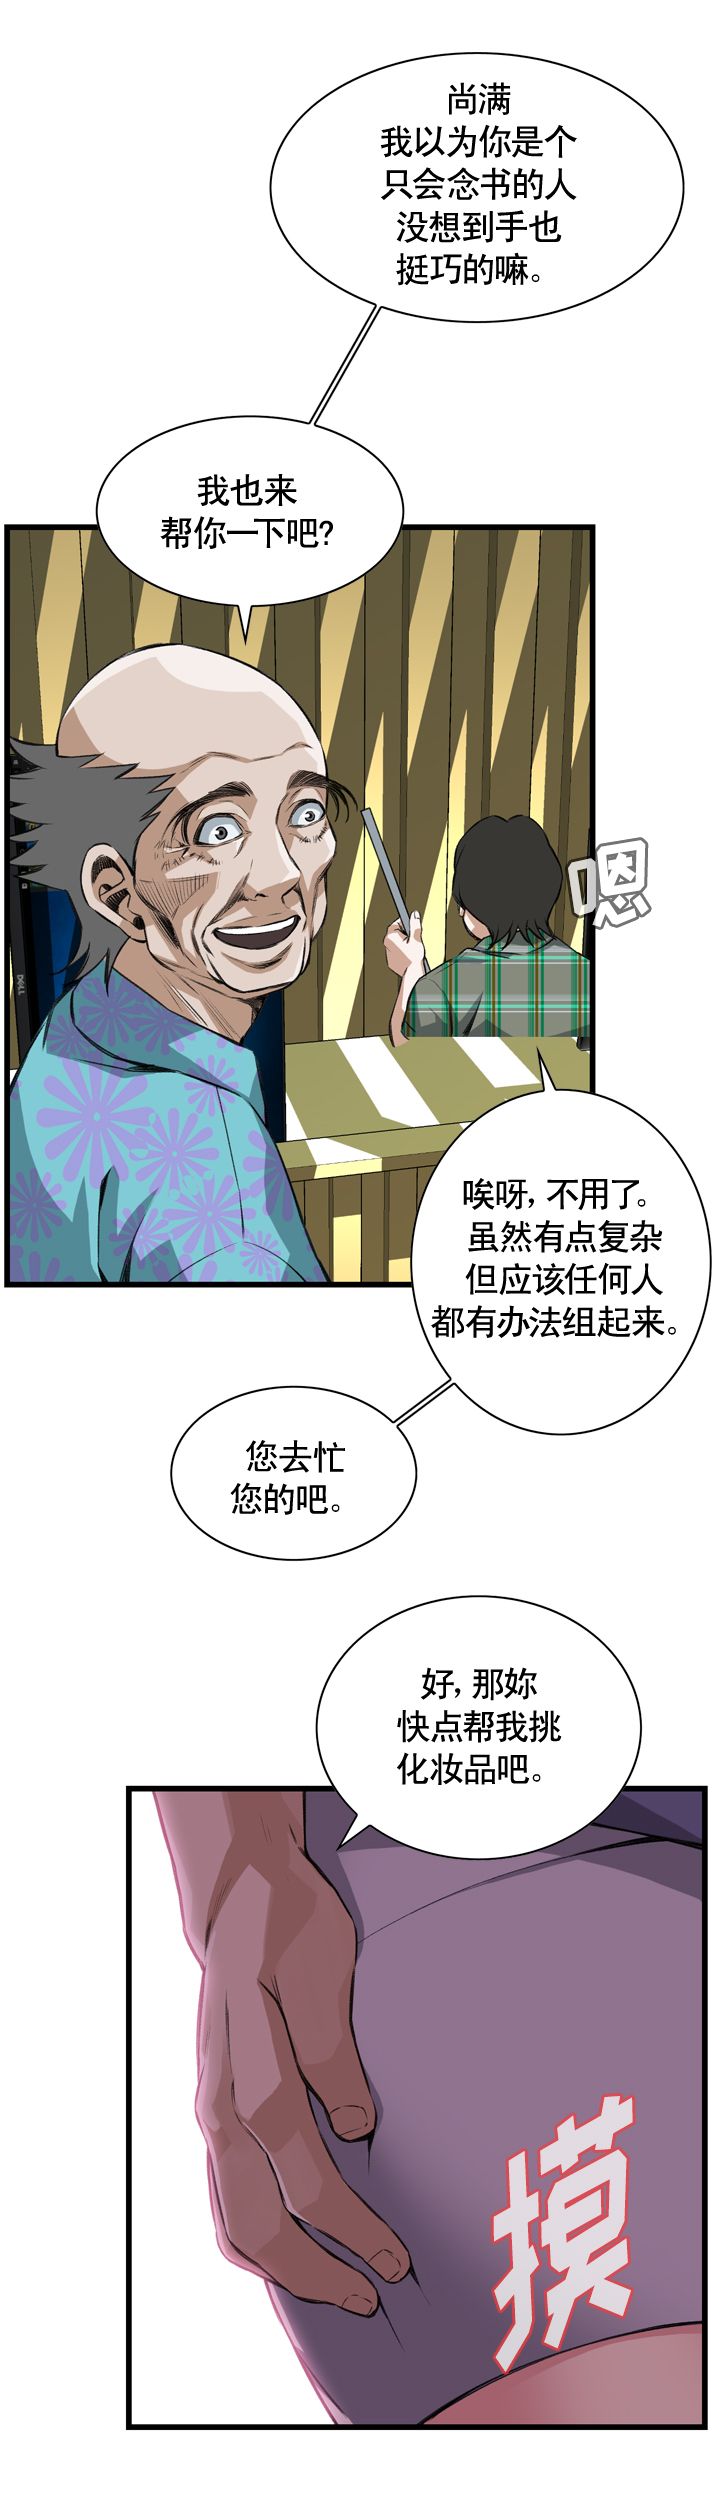 尚满
我以为你是个
只会念书的人
没想到手也
挺巧的嘛。
我也来
帮你一下吧?
嗯
DELL
唉呀，不用了。
虽然有点复杂
但应该任何人
都有办法组起来。
您去忙
您的吧。
好，那妳
快点帮我挑
化妆品吧。
摸